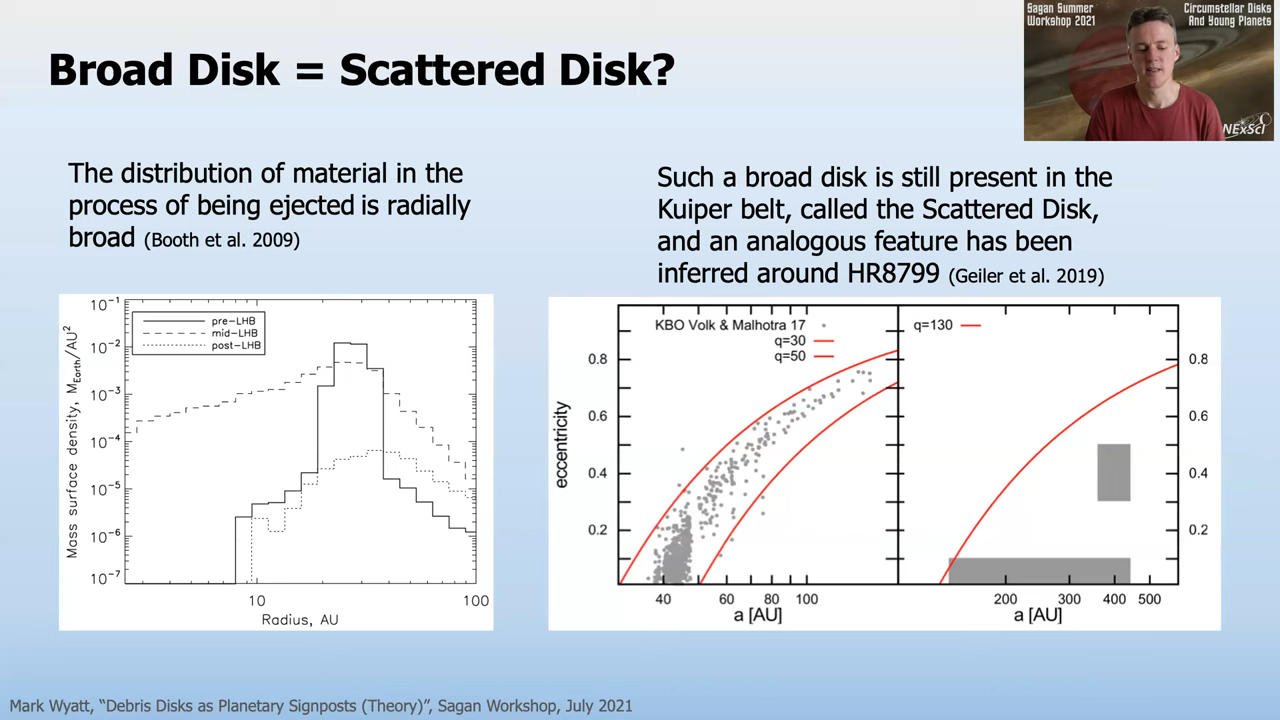 Sagan Summer
Workshop 2021
Circumstellar Disks
And Young Planets
NExScI
Broad Disk = Scattered Disk?
The distribution of material in the
process of being ejected is radially
broad (Booth et al. 2009)
Such a broad disk is still present in the
Kuiper belt, called the Scattered Disk,
and an analogous feature has been
inferred around HR8799 (Geiler et al. 2019)
Mass surface density, M_Earth/AU²
10⁻¹
10⁻²
10⁻³
10⁻⁴
10⁻⁵
10⁻⁶
10⁻⁷
pre-LHB
mid-LHB
post-LHB
10
100
Radius, AU
eccentricity
0.8
0.6
0.4
0.2
KBO Volk & Malhotra 17
q=30
q=50
40
60
80
100
a [AU]
q=130
0.8
0.6
0.4
0.2
200
300
400
500
a [AU]
Mark Wyatt, “Debris Disks as Planetary Signposts (Theory)”, Sagan Workshop, July 2021